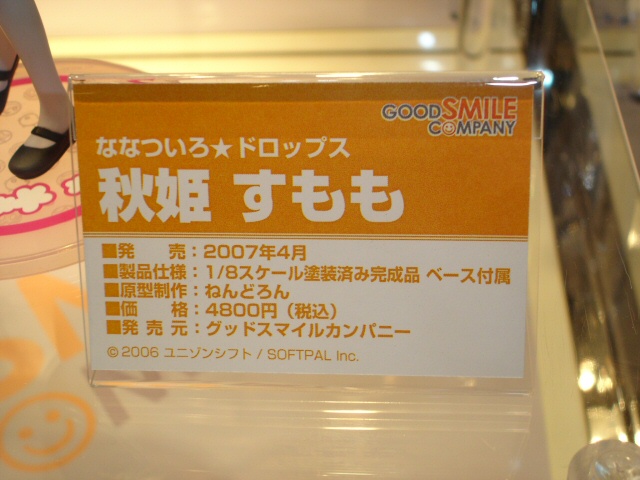 GOOD SMILE
COMPANY
ななついろ★ドロップス
秋姫 すもも
■発　売：2007年4月
■製品仕様：1/8スケール塗装済み完成品 ベース付属
■原型制作：ねんどろん
■価　格：4800円（税込）
■発 売 元：グッドスマイルカンパニー
© 2006 ユニゾンシフト / SOFTPAL Inc.